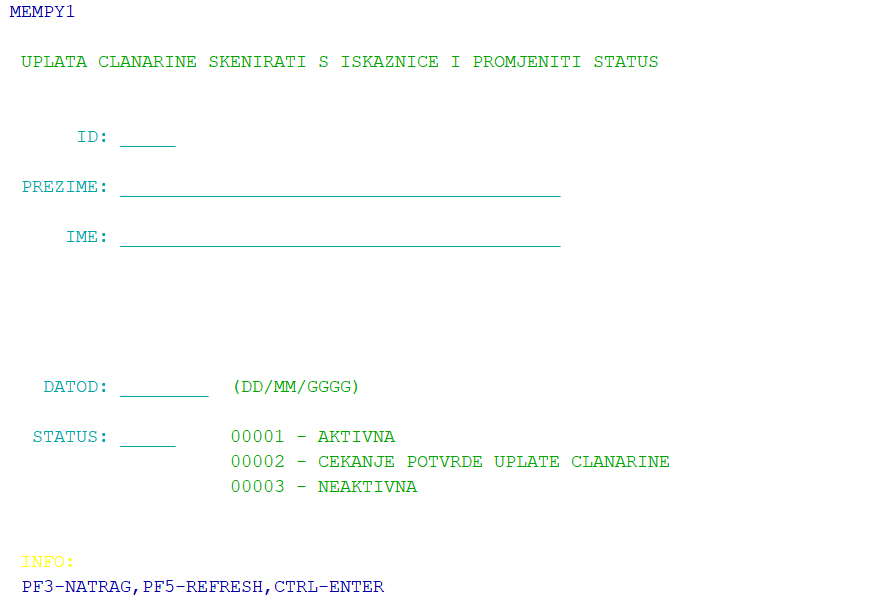 MEMPY1
UPLATA CLANARINE SKENIRATI S ISKAZNICE I PROMJENITI STATUS
ID: _____
PREZIME: ________________________________________
IME: ________________________________________
DATOD: ________ (DD/MM/GGGG)
STATUS: _____ 00001 - AKTIVNA
00002 - CEKANJE POTVRDE UPLATE CLANARINE
00003 - NEAKTIVNA
INFO:
PF3-NATRAG,PF5-REFRESH,CTRL-ENTER